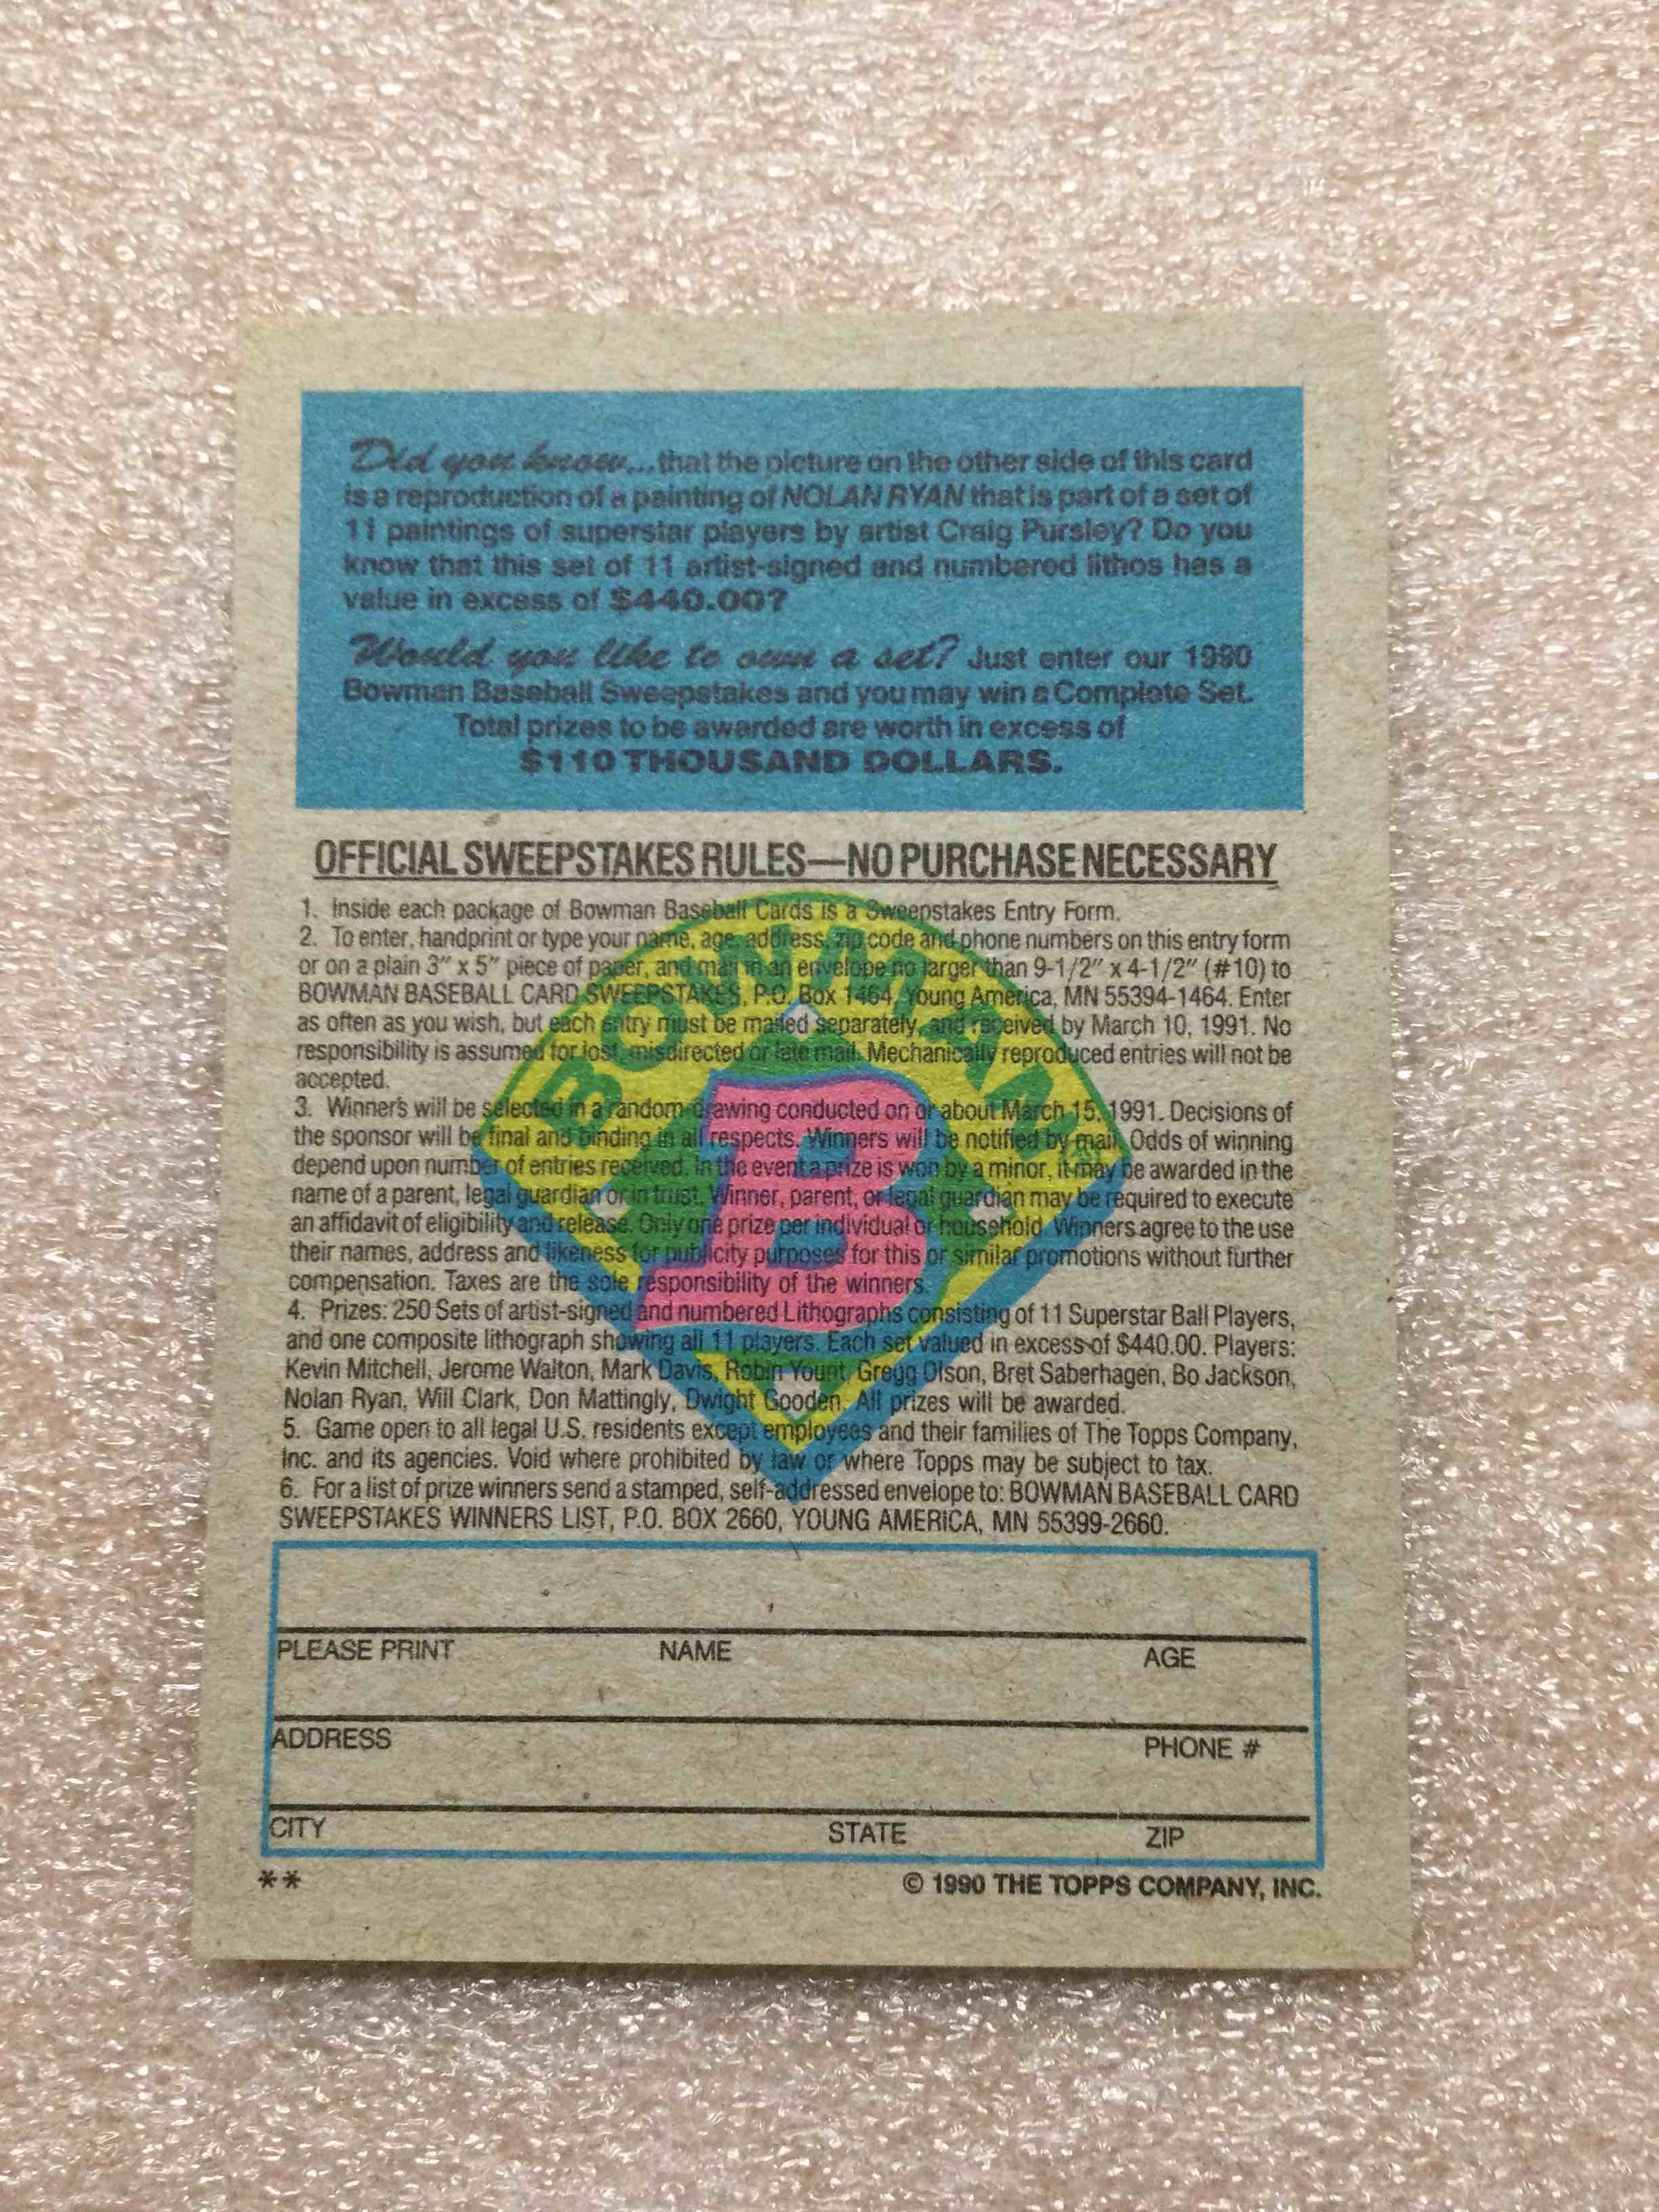 Did you know...that the picture on the other side of this card
is a reproduction of a painting of NOLAN RYAN that is part of a set of
11 paintings of superstar players by artist Craig Pursley? Do you
know that this set of 11 artist-signed and numbered lithos has a
value in excess of $440.00?
Would you like to own a set? Just enter our 1990
Bowman Baseball Sweepstakes and you may win a Complete Set.
Total prizes to be awarded are worth in excess of
$110 THOUSAND DOLLARS.
OFFICIAL SWEEPSTAKES RULES—NO PURCHASE NECESSARY
1. Inside each package of Bowman Baseball Cards is a Sweepstakes Entry Form.
2. To enter, handprint or type your name, age, address, zip code and phone numbers on this entry form
or on a plain 3″ x 5″ piece of paper, and mail in an envelope no larger than 9-1/2″ x 4-1/2″ (#10) to
BOWMAN BASEBALL CARD SWEEPSTAKES, P.O. Box 1464, Young America, MN 55394-1464. Enter
as often as you wish, but each entry must be mailed separately, and received by March 10, 1991. No
responsibility is assumed for lost, misdirected or late mail. Mechanically reproduced entries will not be
accepted.
3. Winner's will be selected in a random drawing conducted on or about March 15, 1991. Decisions of
the sponsor will be final and binding in all respects. Winners will be notified by mail. Odds of winning
depend upon number of entries received. In the event a prize is won by a minor, it may be awarded in the
name of a parent, legal guardian or in trust. Winner, parent, or legal guardian may be required to execute
an affidavit of eligibility and release. Only one prize per individual or household. Winners agree to the use
their names, address and likeness for publicity purposes for this or similar promotions without further
compensation. Taxes are the sole responsibility of the winners.
4. Prizes: 250 Sets of artist-signed and numbered Lithographs consisting of 11 Superstar Ball Players,
and one composite lithograph showing all 11 players. Each set valued in excess of $440.00. Players:
Kevin Mitchell, Jerome Walton, Mark Davis, Robin Yount, Gregg Olson, Bret Saberhagen, Bo Jackson,
Nolan Ryan, Will Clark, Don Mattingly, Dwight Gooden. All prizes will be awarded.
5. Game open to all legal U.S. residents except employees and their families of The Topps Company,
Inc. and its agencies. Void where prohibited by law or where Topps may be subject to tax.
6. For a list of prize winners send a stamped, self-addressed envelope to: BOWMAN BASEBALL CARD
SWEEPSTAKES WINNERS LIST, P.O. BOX 2660, YOUNG AMERICA, MN 55399-2660.
BOWMAN
B
PLEASE PRINT NAME AGE
ADDRESS PHONE #
CITY STATE ZIP
** © 1990 THE TOPPS COMPANY, INC.